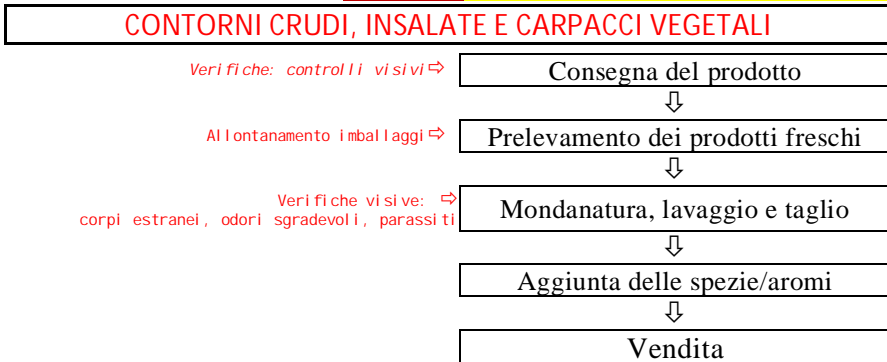 CONTORNI CRUDI, INSALATE E CARPACCI VEGETALI
Verifiche: controlli visivi⇨
Consegna del prodotto
⇩
Allontanamento imballaggi⇨
Prelevamento dei prodotti freschi
⇩
Verifiche visive: ⇨
corpi estranei, odori sgradevoli, parassiti
Mondanatura, lavaggio e taglio
⇩
Aggiunta delle spezie/aromi
⇩
Vendita